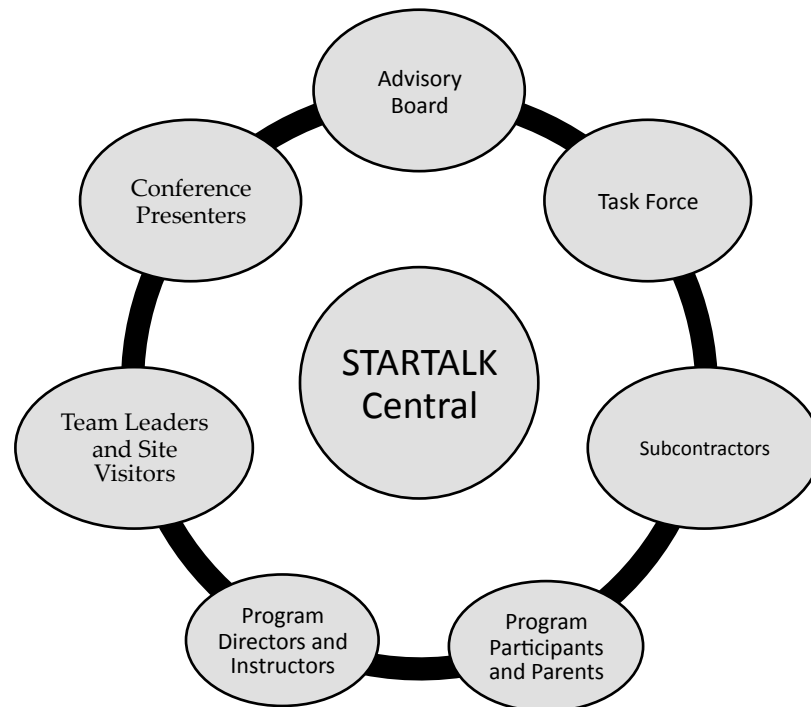 Advisory
Board
Conference
Presenters
Task Force
STARTALK
Central
Team Leaders
and Site
Visitors
Subcontractors
Program
Directors and
Instructors
Program
Participants
and Parents